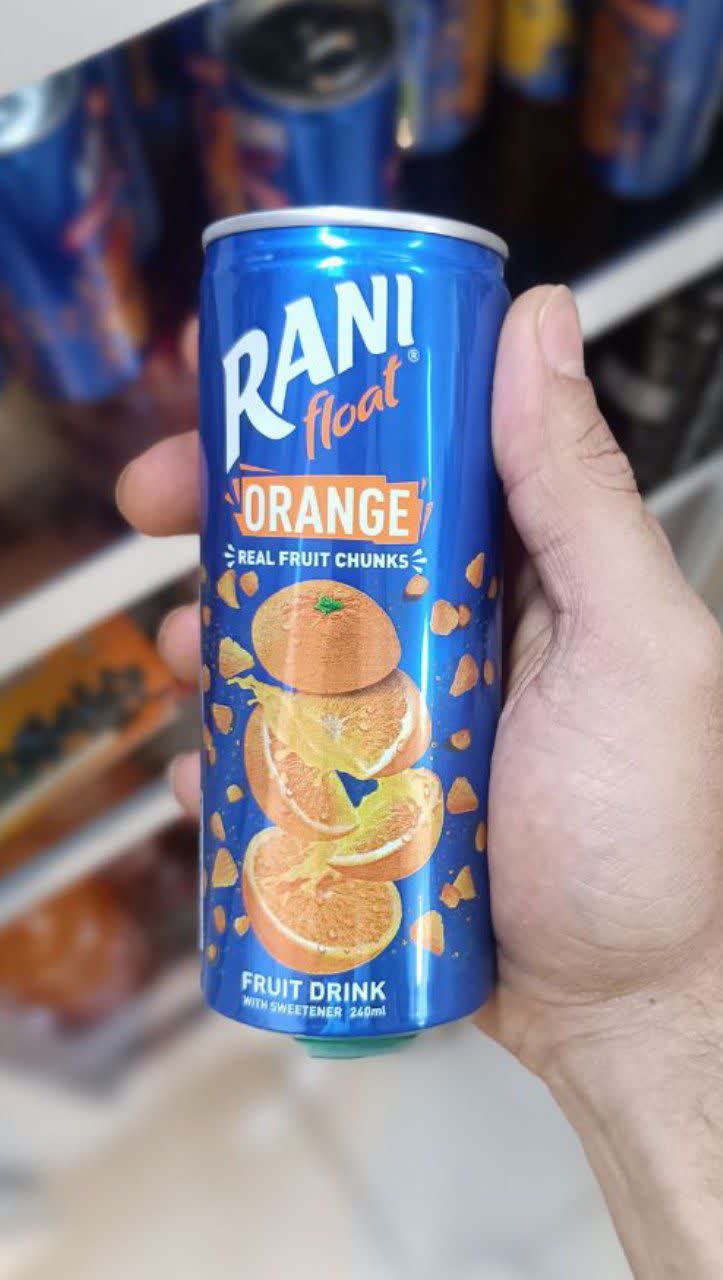 RANI®
float
ORANGE
REAL FRUIT CHUNKS
FRUIT DRINK
WITH SWEETENER 240ml